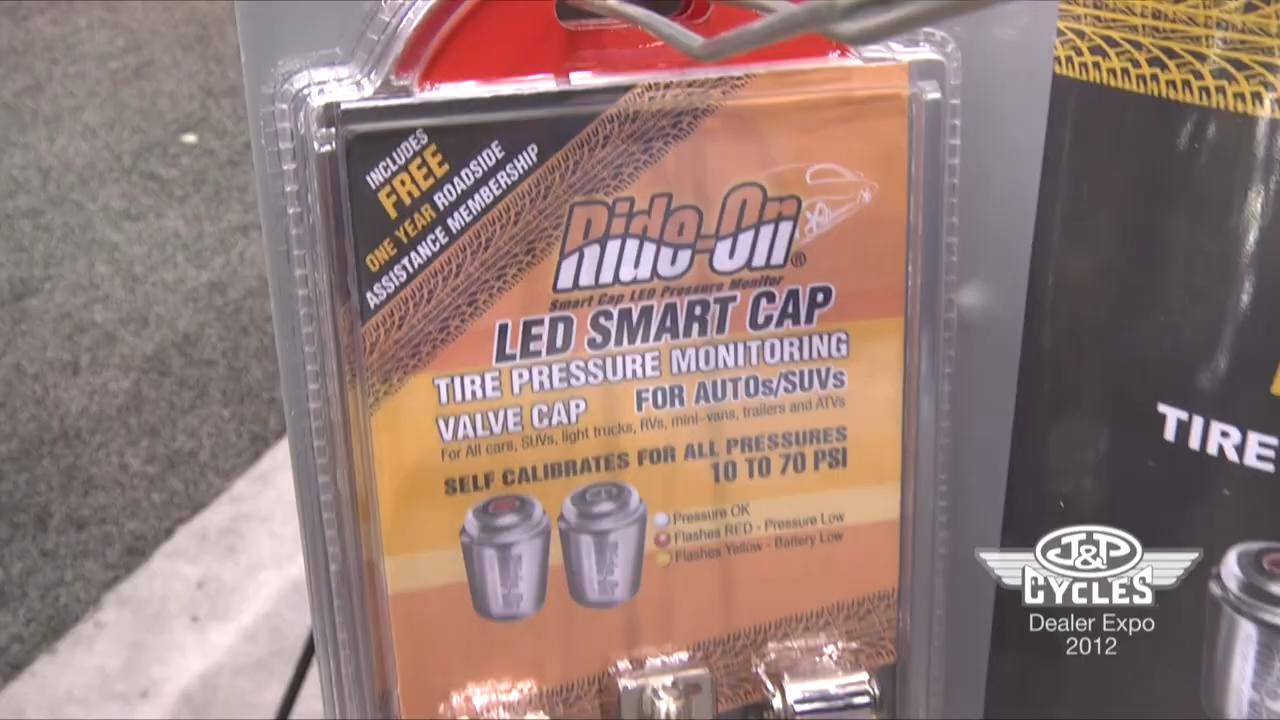 INCLUDES
FREE
ONE YEAR ROADSIDE
ASSISTANCE MEMBERSHIP
Ride-On®
Smart Cap LED Pressure Monitor
LED SMART CAP
TIRE PRESSURE MONITORING
VALVE CAP FOR AUTOs/SUVs
For All cars, SUVs, light trucks, RVs, mini-vans, trailers and ATVs
SELF CALIBRATES FOR ALL PRESSURES
10 TO 70 PSI
Pressure OK
Flashes RED - Pressure Low
Flashes Yellow - Battery Low
TIRE
J&P
CYCLES
Dealer Expo
2012